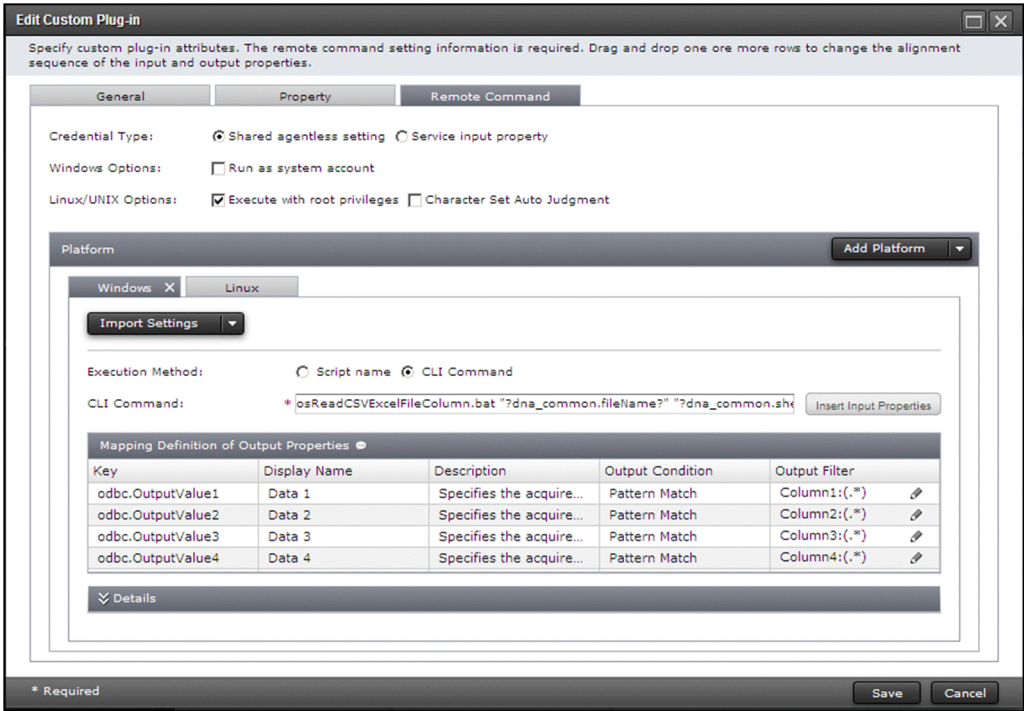 Edit Custom Plug-in
Specify custom plug-in attributes. The remote command setting information is required. Drag and drop one ore more rows to change the alignment
sequence of the input and output properties.
General Property Remote Command
Credential Type: Shared agentless setting Service input property
Windows Options: Run as system account
Linux/UNIX Options: Execute with root privileges Character Set Auto Judgment
Platform Add Platform
Windows Linux
Import Settings
Execution Method: Script name CLI Command
CLI Command: * osReadCSVExcelFileColumn.bat "?dna_common.fileName?" "?dna_common.she Insert Input Properties
Mapping Definition of Output Properties
Key Display Name Description Output Condition Output Filter
odbc.OutputValue1 Data 1 Specifies the acquire... Pattern Match Column1:(.*)
odbc.OutputValue2 Data 2 Specifies the acquire... Pattern Match Column2:(.*)
odbc.OutputValue3 Data 3 Specifies the acquire... Pattern Match Column3:(.*)
odbc.OutputValue4 Data 4 Specifies the acquire... Pattern Match Column4:(.*)
Details
* Required Save Cancel